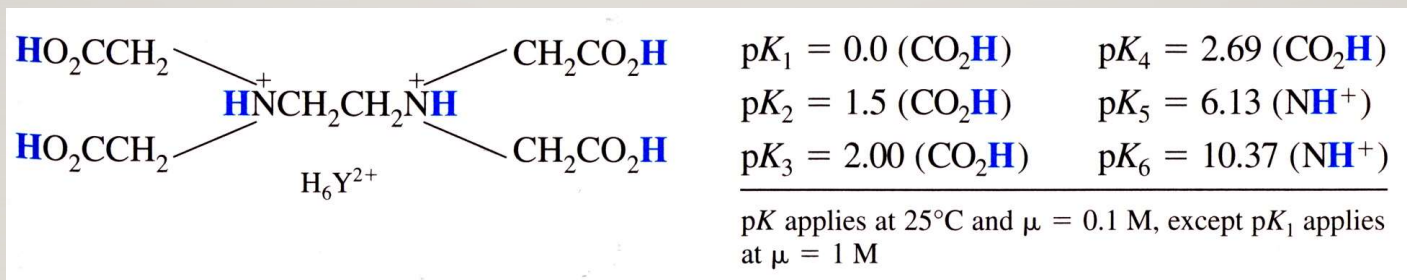 HO₂CCH₂ CH₂CO₂H
HN⁺CH₂CH₂N⁺H
HO₂CCH₂ CH₂CO₂H
H₆Y²⁺
pK₁ = 0.0 (CO₂H) pK₄ = 2.69 (CO₂H)
pK₂ = 1.5 (CO₂H) pK₅ = 6.13 (NH⁺)
pK₃ = 2.00 (CO₂H) pK₆ = 10.37 (NH⁺)
pK applies at 25°C and μ = 0.1 M, except pK₁ applies
at μ = 1 M